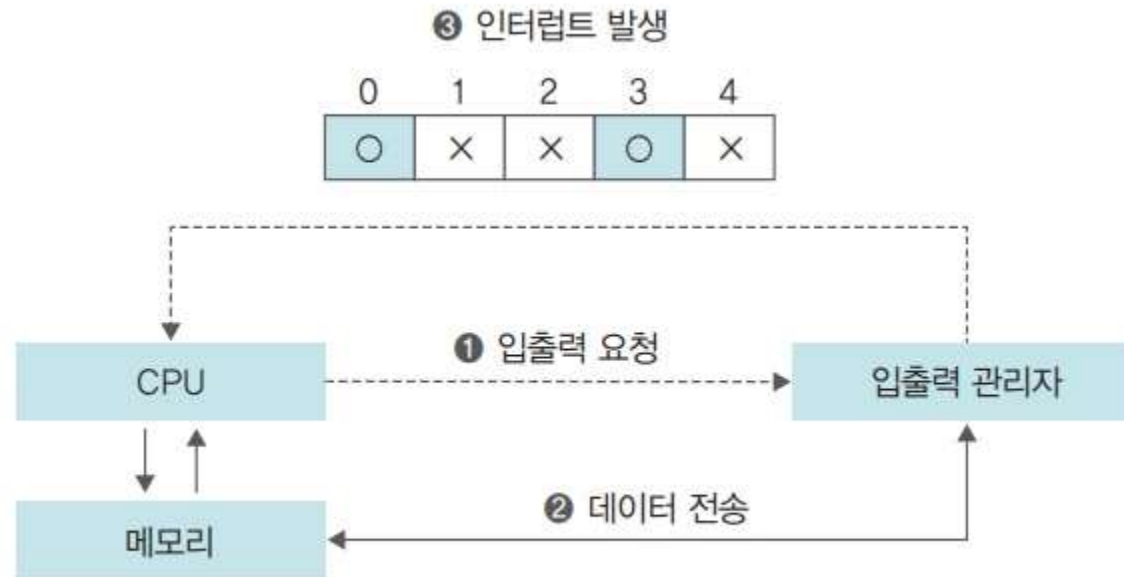 ❸ 인터럽트 발생
0 1 2 3 4
○ × × ○ ×
❶ 입출력 요청
CPU
입출력 관리자
❷ 데이터 전송
메모리